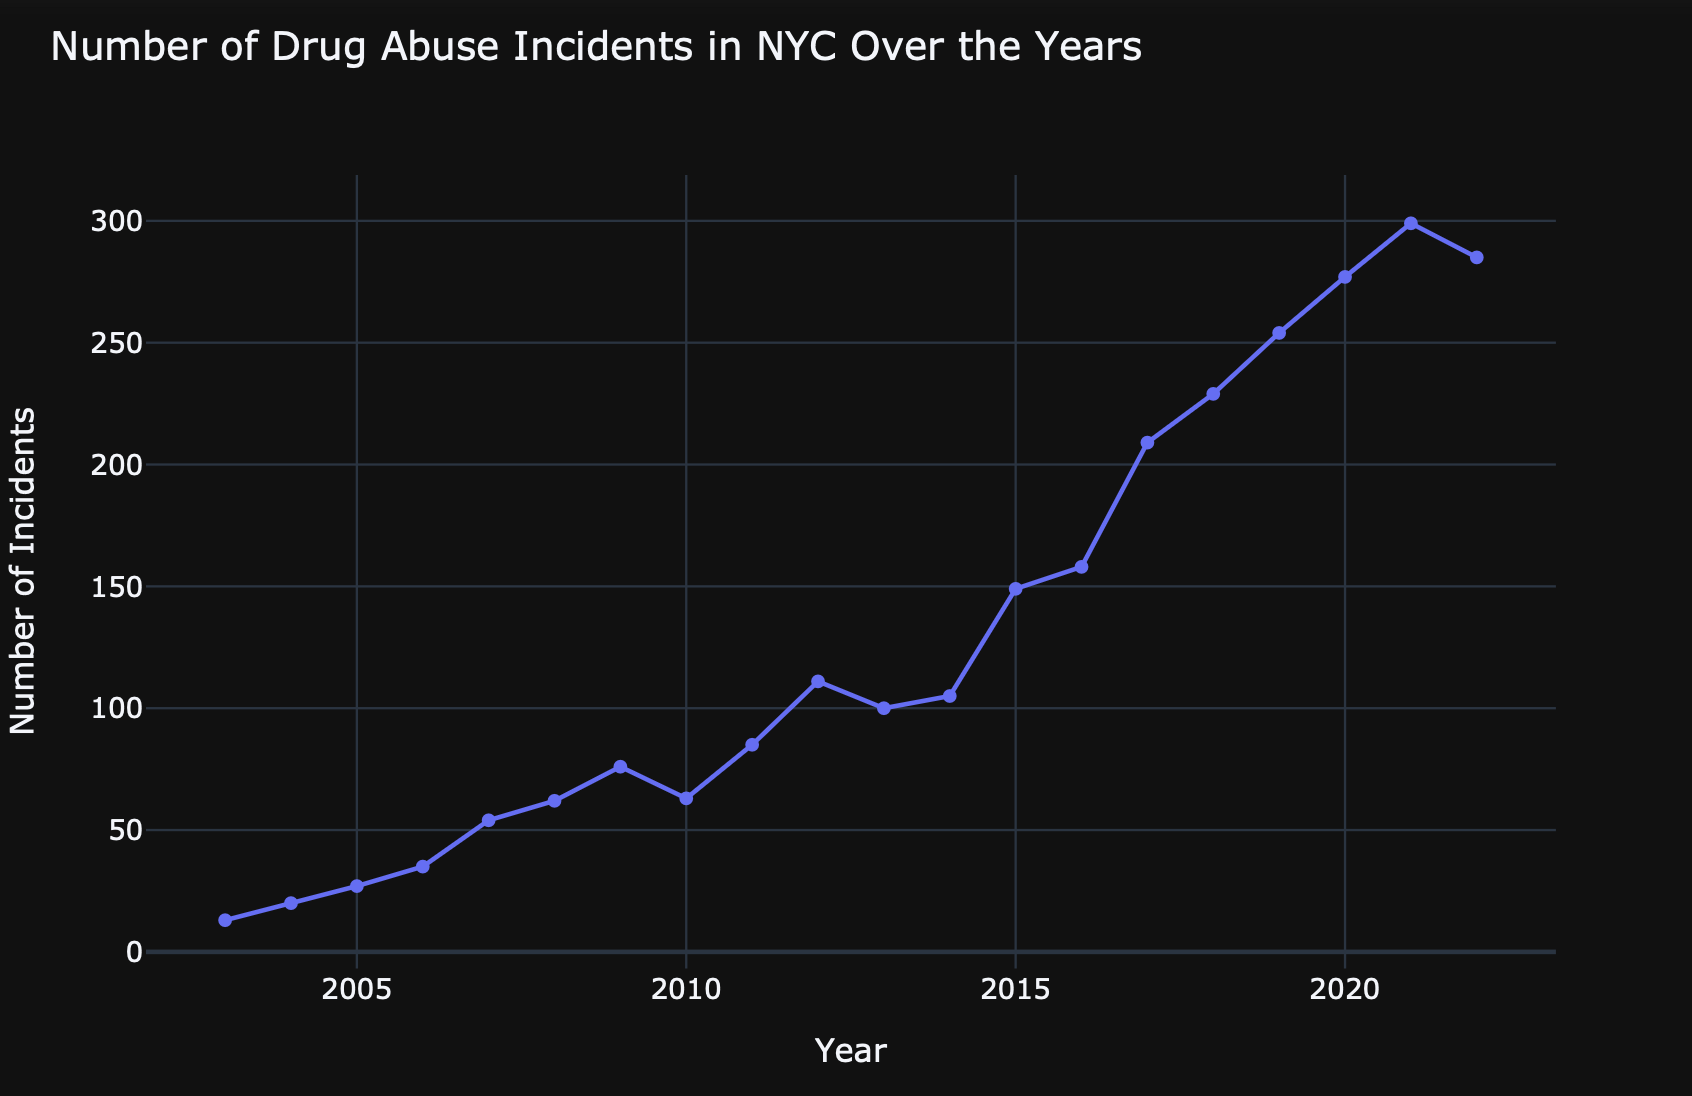 Number of Drug Abuse Incidents in NYC Over the Years
300
250
200
150
100
50
0
Number of Incidents
2005 2010 2015 2020
Year